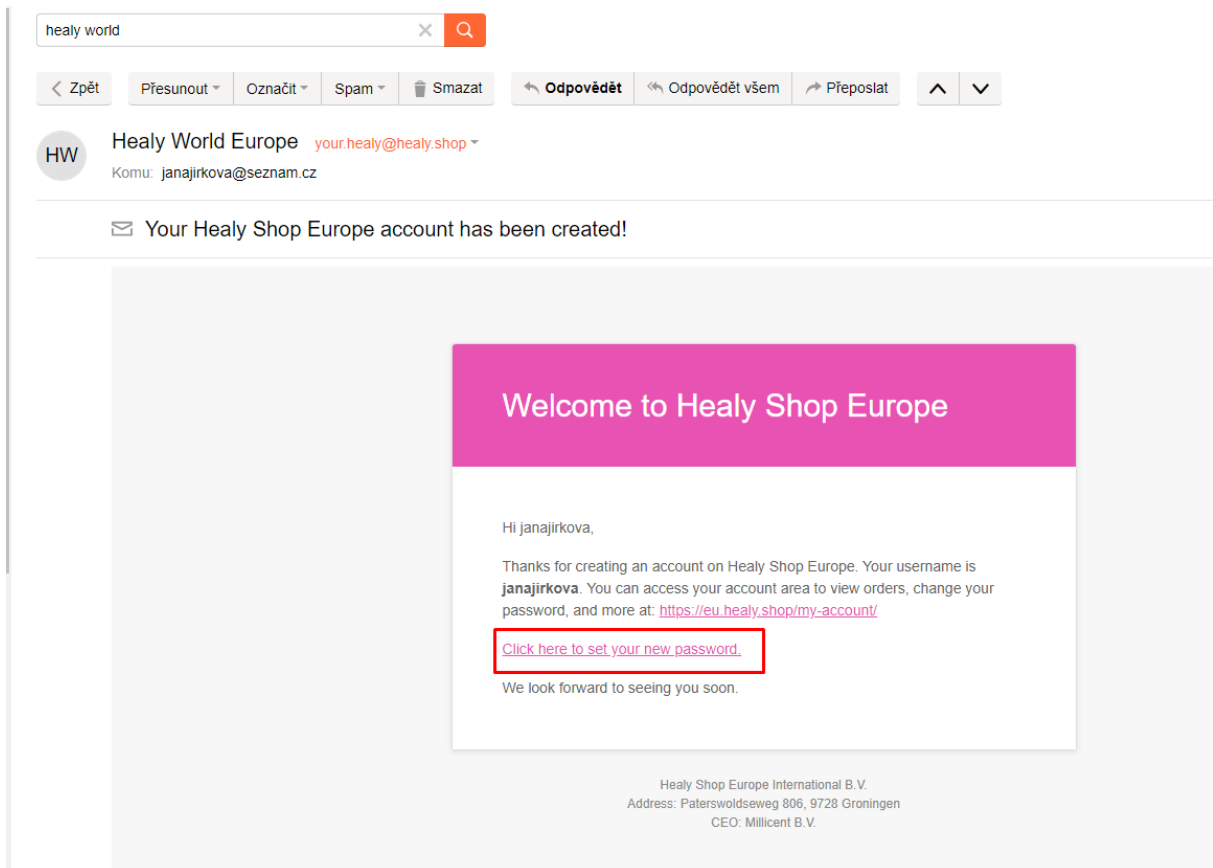 healy world
Zpět
Přesunout
Označit
Spam
Smazat
Odpovědět
Odpovědět všem
Přeposlat
HW
Healy World Europe your.healy@healy.shop
Komu: janajirkova@seznam.cz
Your Healy Shop Europe account has been created!
Welcome to Healy Shop Europe
Hi janajirkova,
Thanks for creating an account on Healy Shop Europe. Your username is
janajirkova. You can access your account area to view orders, change your
password, and more at: https://eu.healy.shop/my-account/
Click here to set your new password.
We look forward to seeing you soon.
Healy Shop Europe International B.V.
Address: Paterswoldseweg 806, 9728 Groningen
CEO: Millicent B.V.